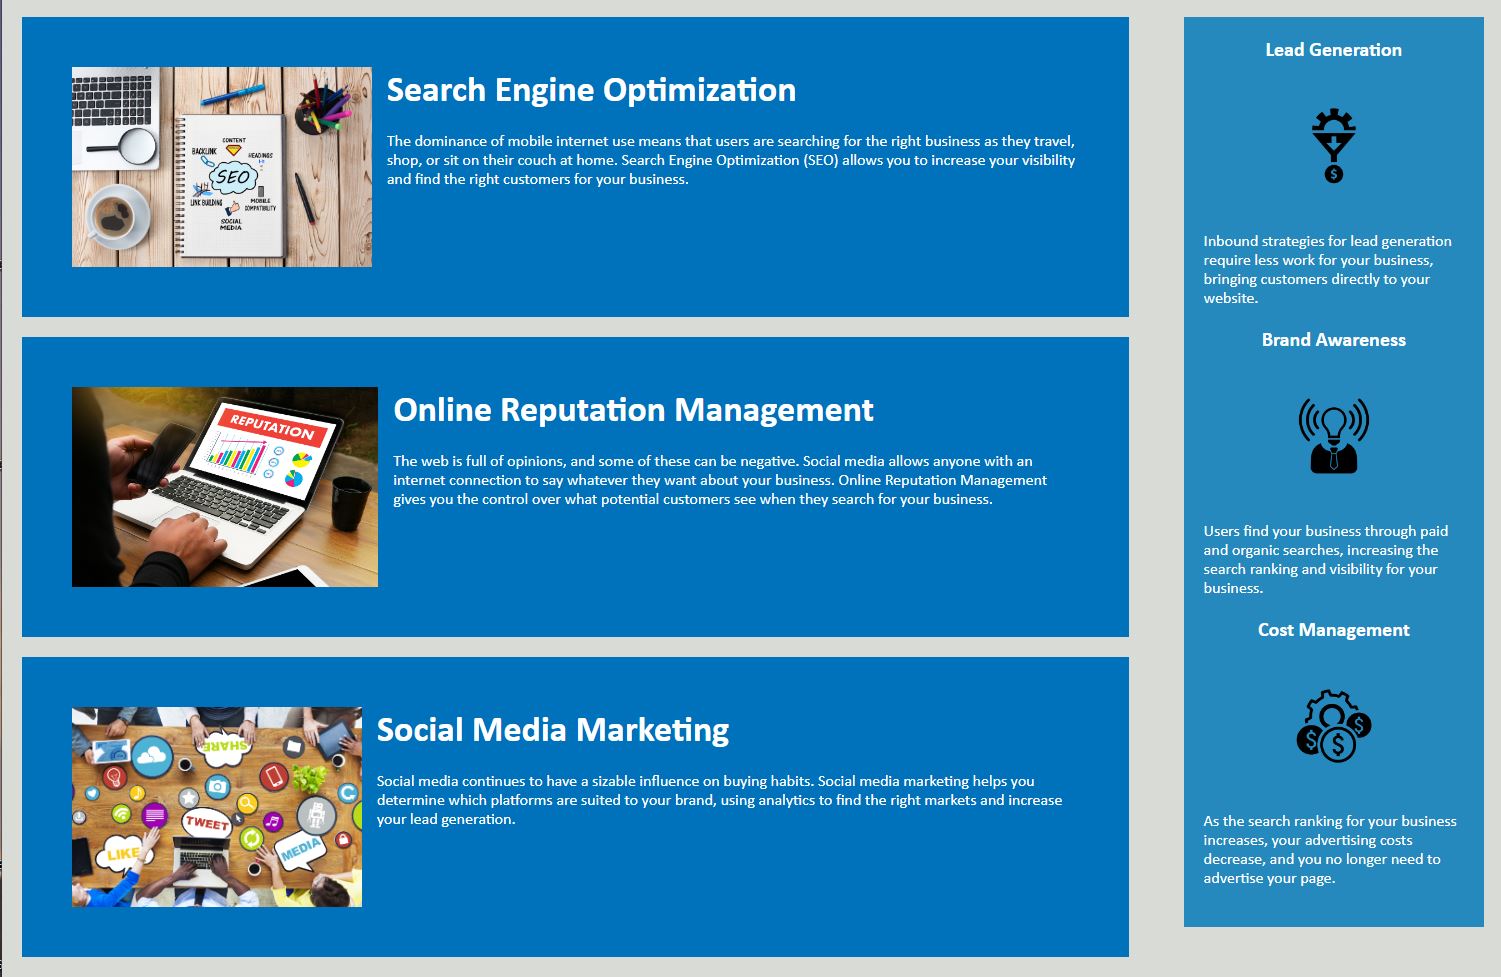 CONTENT
BACKLINK
HEADINGS
SEO
LINK BUILDING
MOBILE
COMPATIBILITY
SOCIAL
MEDIA
Search Engine Optimization
The dominance of mobile internet use means that users are searching for the right business as they travel,
shop, or sit on their couch at home. Search Engine Optimization (SEO) allows you to increase your visibility
and find the right customers for your business.
REPUTATION
Online Reputation Management
The web is full of opinions, and some of these can be negative. Social media allows anyone with an
internet connection to say whatever they want about your business. Online Reputation Management
gives you the control over what potential customers see when they search for your business.
SHARE
TWEET
LIKE
MEDIA
Social Media Marketing
Social media continues to have a sizable influence on buying habits. Social media marketing helps you
determine which platforms are suited to your brand, using analytics to find the right markets and increase
your lead generation.
Lead Generation
$
Inbound strategies for lead generation
require less work for your business,
bringing customers directly to your
website.
Brand Awareness
Users find your business through paid
and organic searches, increasing the
search ranking and visibility for your
business.
Cost Management
$ $ $
As the search ranking for your business
increases, your advertising costs
decrease, and you no longer need to
advertise your page.